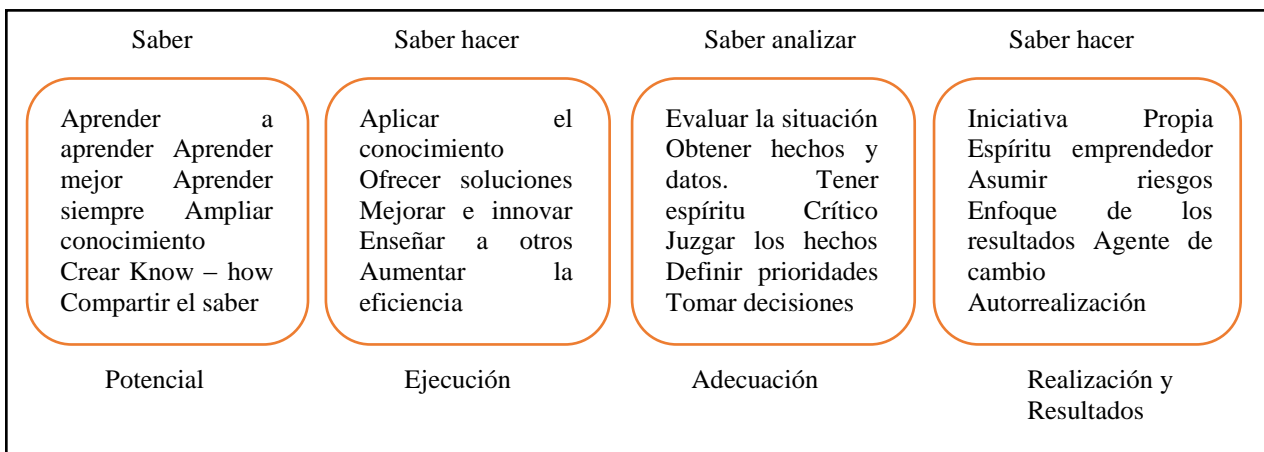 Saber
Saber hacer
Saber analizar
Saber hacer
Aprender a
aprender Aprender
mejor Aprender
siempre Ampliar
conocimiento
Crear Know – how
Compartir el saber
Aplicar el
conocimiento
Ofrecer soluciones
Mejorar e innovar
Enseñar a otros
Aumentar la
eficiencia
Evaluar la situación
Obtener hechos y
datos. Tener
espíritu Crítico
Juzgar los hechos
Definir prioridades
Tomar decisiones
Iniciativa Propia
Espíritu emprendedor
Asumir riesgos
Enfoque de los
resultados Agente de
cambio
Autorrealización
Potencial
Ejecución
Adecuación
Realización y
Resultados